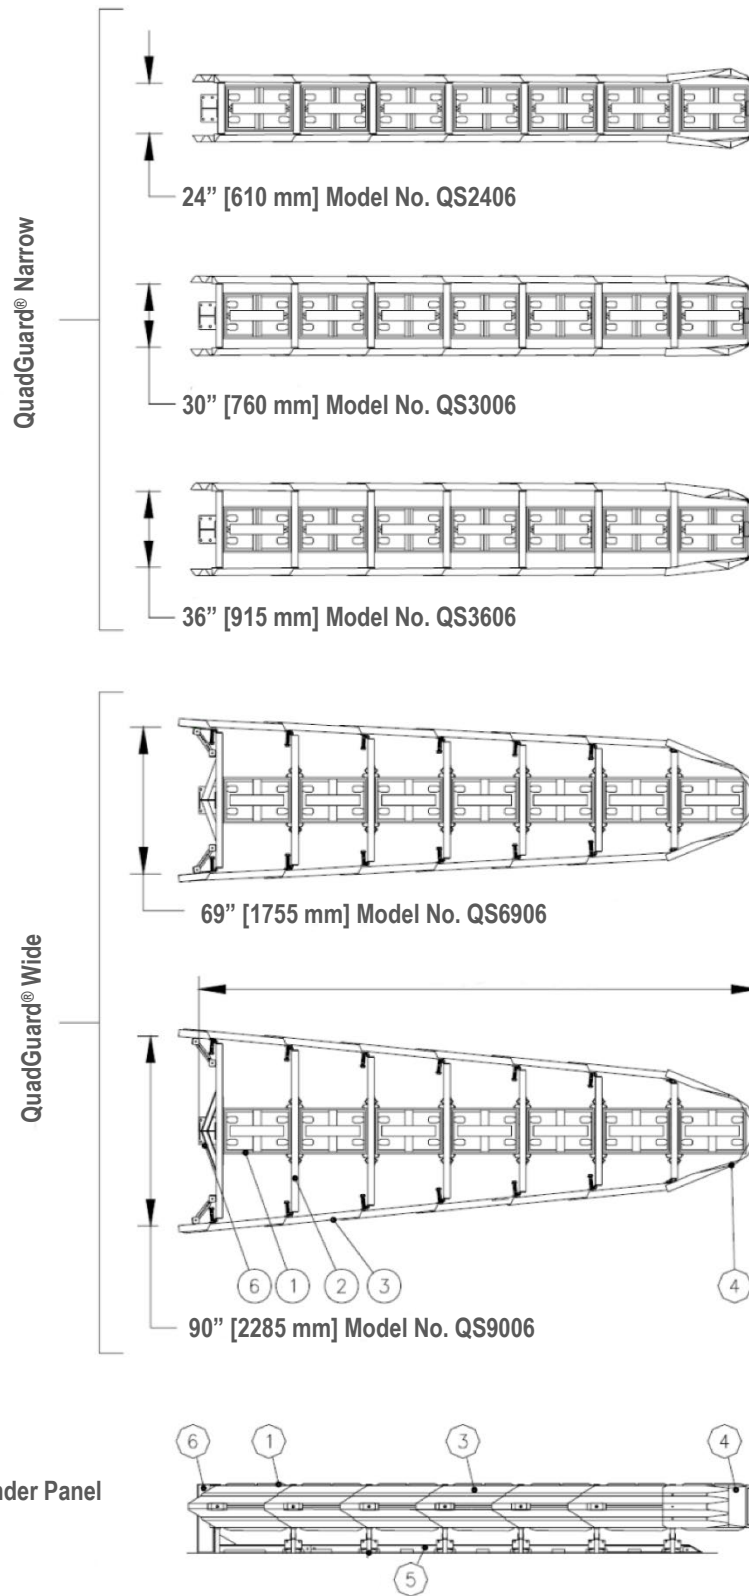 QuadGuard® Narrow
24” [610 mm] Model No. QS2406
30” [760 mm] Model No. QS3006
36” [915 mm] Model No. QS3606
QuadGuard® Wide
69” [1755 mm] Model No. QS6906
6 1 2 3 4
90” [2285 mm] Model No. QS9006
6 1 3 4
Panel
5